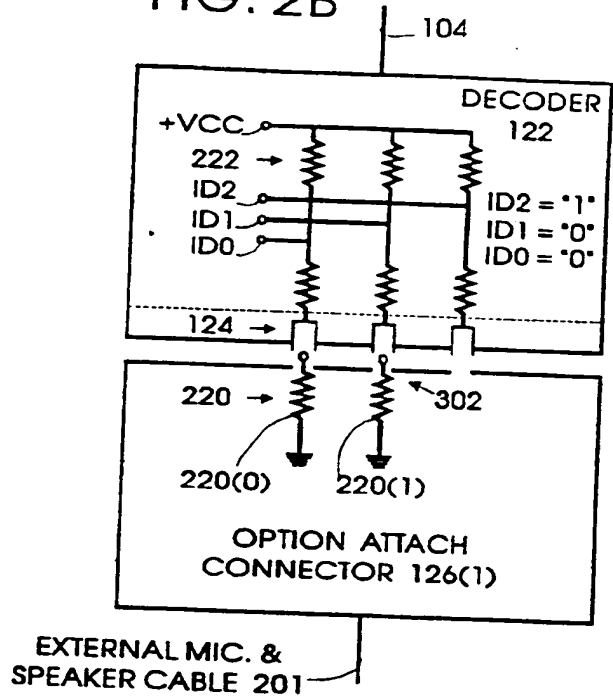 FIG. 2B
104
DECODER
122
+VCC
222
ID2
ID1
ID0
ID2 = "1"
ID1 = "0"
ID0 = "0"
124
220
302
220(0)
220(1)
OPTION ATTACH
CONNECTOR 126(1)
EXTERNAL MIC. &
SPEAKER CABLE 201